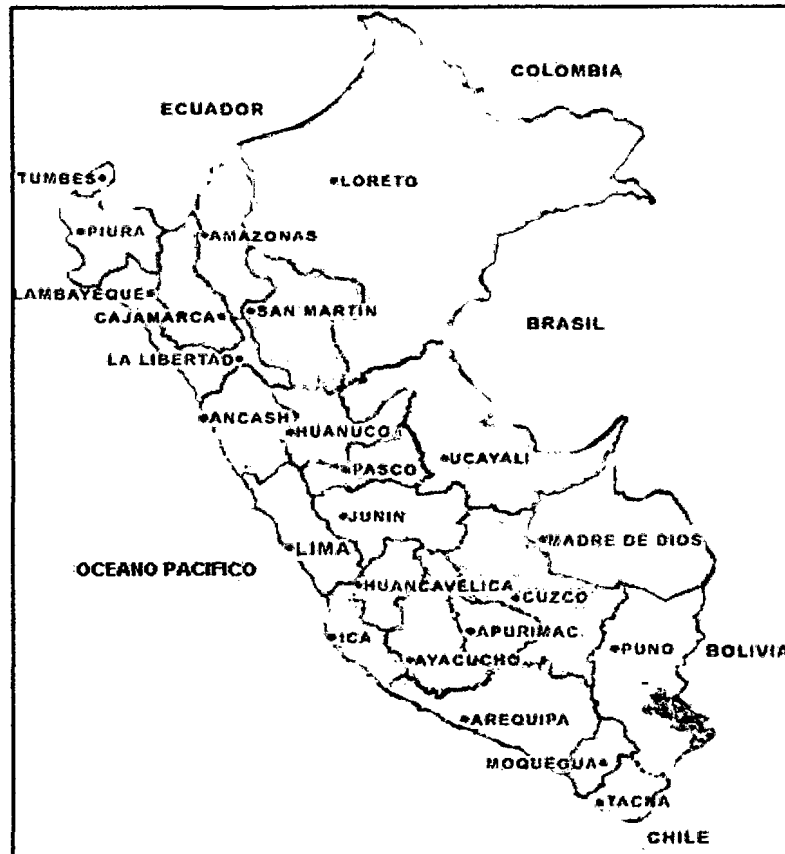 COLOMBIA
ECUADOR
TUMBES
LORETO
PIURA
AMAZONAS
LAMBAYEQUE
CAJAMARCA
SAN MARTIN
BRASIL
LA LIBERTAD
ANCASH
HUANUCO
PASCO
UCAYALI
JUNIN
LIMA
MADRE DE DIOS
OCEANO PACIFICO
HUANCAVELICA
CUZCO
ICA
APURIMAC
AYACUCHO
PUNO
BOLIVIA
AREQUIPA
MOQUEGUA
TACNA
CHILE